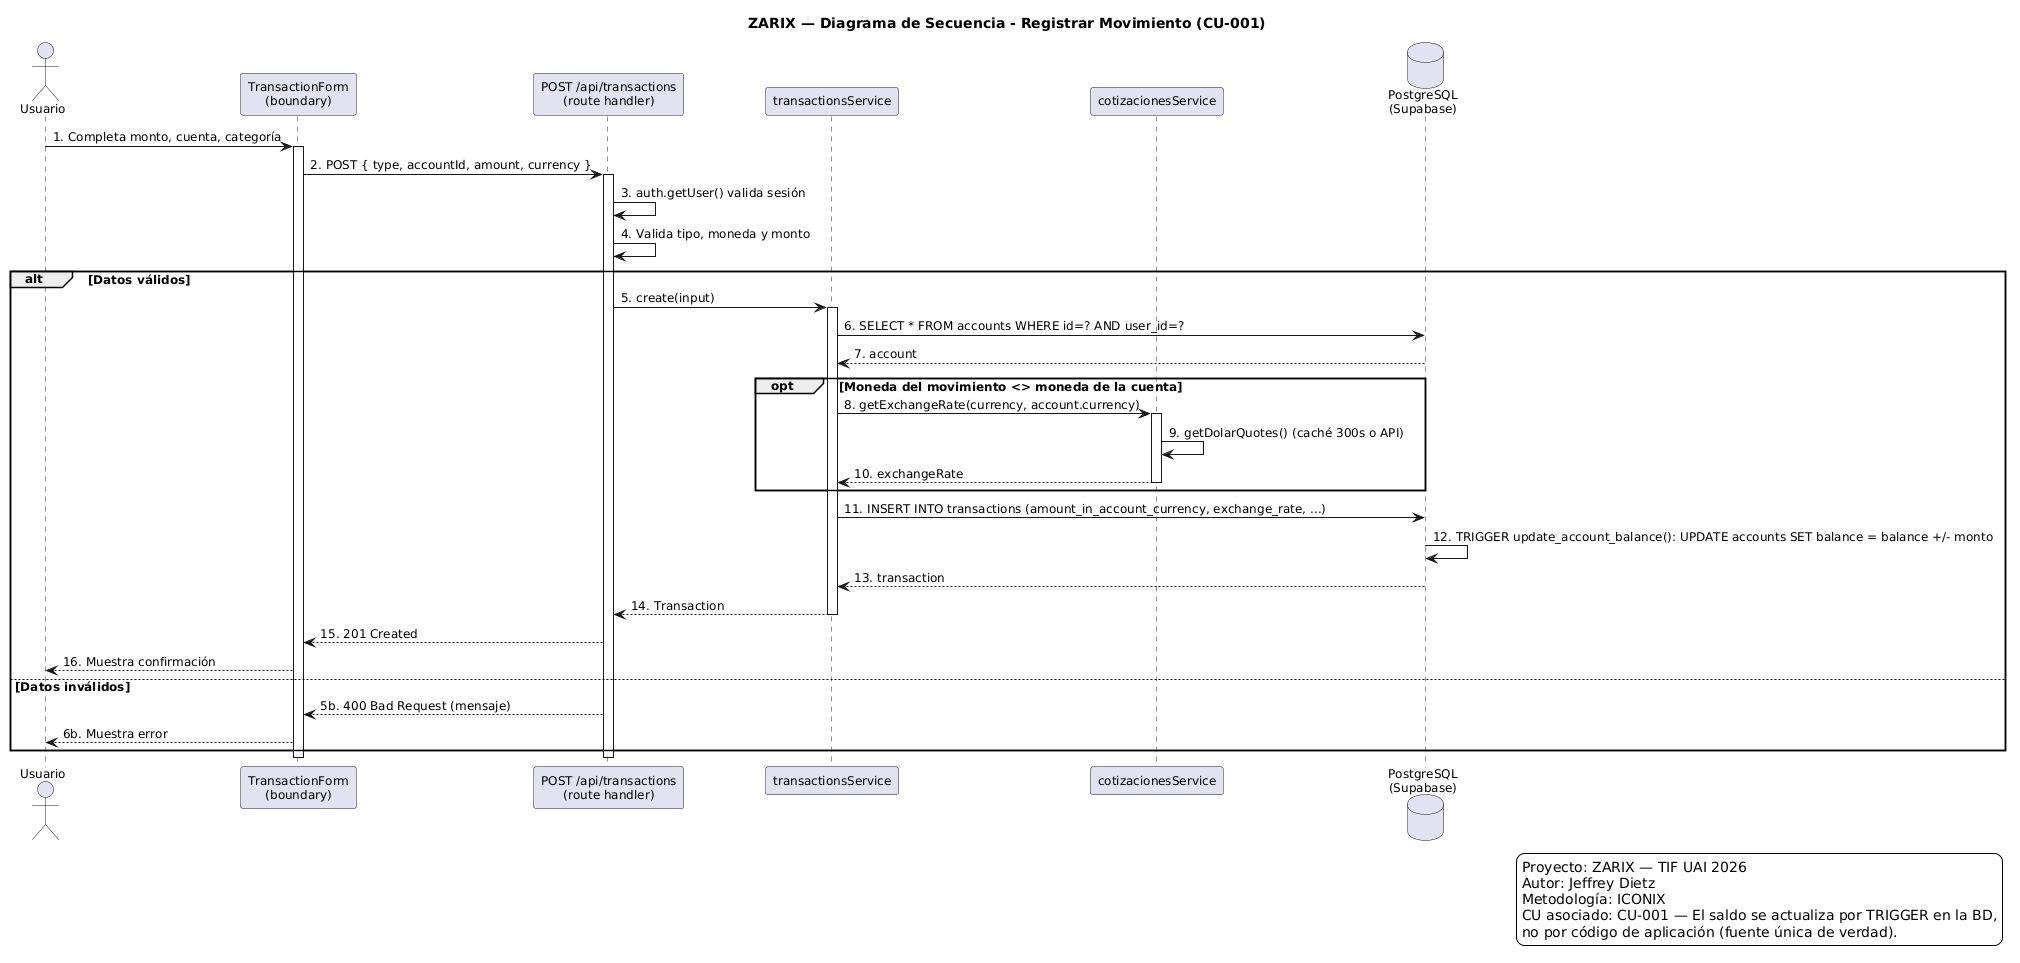 ZARIX — Diagrama de Secuencia - Registrar Movimiento (CU-001)
Usuario
TransactionForm
(boundary)
POST /api/transactions
(route handler)
transactionsService
cotizacionesService
PostgreSQL
(Supabase)
1. Completa monto, cuenta, categoría
2. POST { type, accountId, amount, currency }
3. auth.getUser() valida sesión
4. Valida tipo, moneda y monto
alt
[Datos válidos]
5. create(input)
6. SELECT * FROM accounts WHERE id=? AND user_id=?
7. account
opt
[Moneda del movimiento <> moneda de la cuenta]
8. getExchangeRate(currency, account.currency)
9. getDolarQuotes() (caché 300s o API)
10. exchangeRate
11. INSERT INTO transactions (amount_in_account_currency, exchange_rate, ...)
12. TRIGGER update_account_balance(): UPDATE accounts SET balance = balance +/- monto
13. transaction
14. Transaction
15. 201 Created
16. Muestra confirmación
[Datos inválidos]
5b. 400 Bad Request (mensaje)
6b. Muestra error
Usuario
TransactionForm
(boundary)
POST /api/transactions
(route handler)
transactionsService
cotizacionesService
PostgreSQL
(Supabase)
Proyecto: ZARIX — TIF UAI 2026
Autor: Jeffrey Dietz
Metodología: ICONIX
CU asociado: CU-001 — El saldo se actualiza por TRIGGER en la BD,
no por código de aplicación (fuente única de verdad).